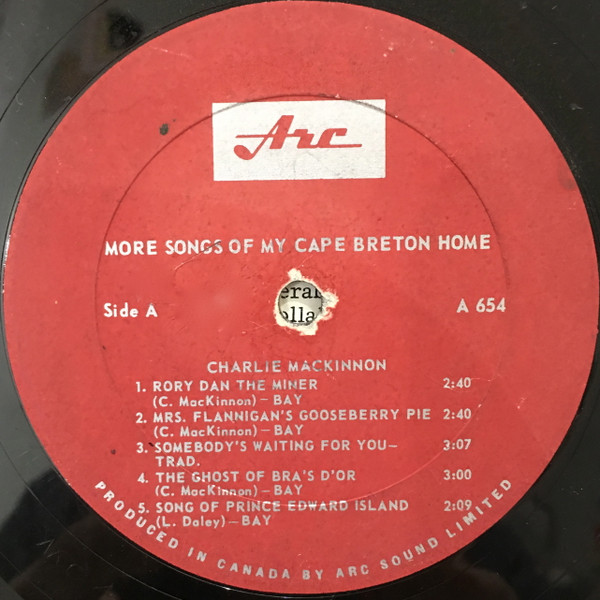 Arc
MORE SONGS OF MY CAPE BRETON HOME
eral
olla
Side A
A 654
CHARLIE MACKINNON
1. RORY DAN THE MINER 2:40
(C. MacKinnon) – BAY
2. MRS. FLANNIGAN'S GOOSEBERRY PIE 2:40
(C. MacKinnon) – BAY
3. SOMEBODY'S WAITING FOR YOU – 3:07
TRAD.
4. THE GHOST OF BRA'S D'OR 3:00
(C. MacKinnon) – BAY
5. SONG OF PRINCE EDWARD ISLAND 2:09
(L. Daley) – BAY
PRODUCED IN CANADA BY ARC SOUND LIMITED